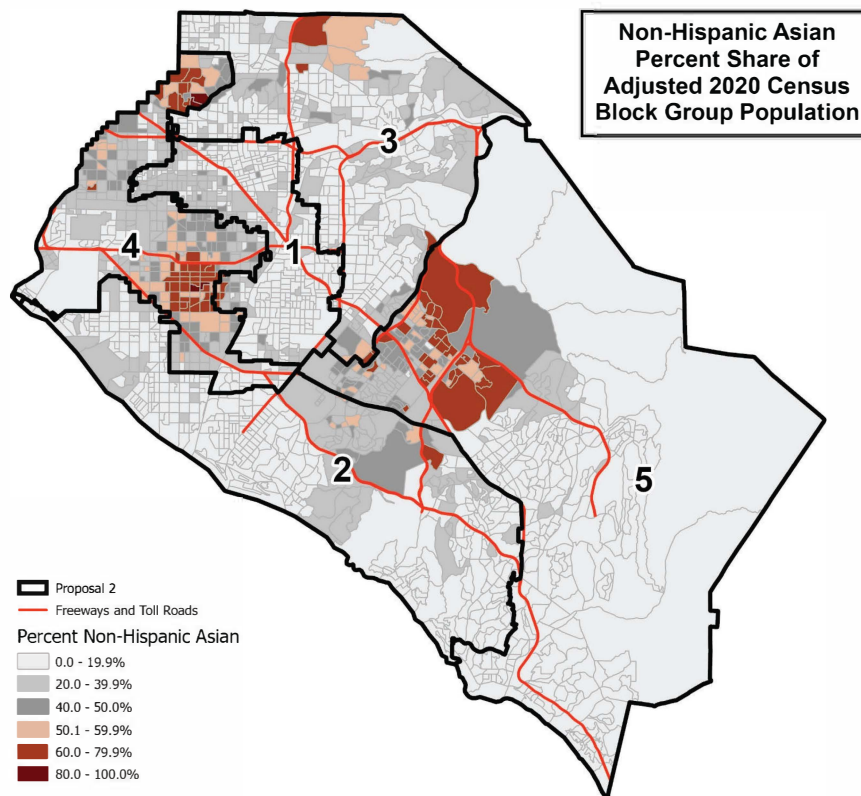 Non-Hispanic Asian
Percent Share of
Adjusted 2020 Census
Block Group Population
3
4
1
2
5
Proposal 2
Freeways and Toll Roads
Percent Non-Hispanic Asian
0.0 - 19.9%
20.0 - 39.9%
40.0 - 50.0%
50.1 - 59.9%
60.0 - 79.9%
80.0 - 100.0%